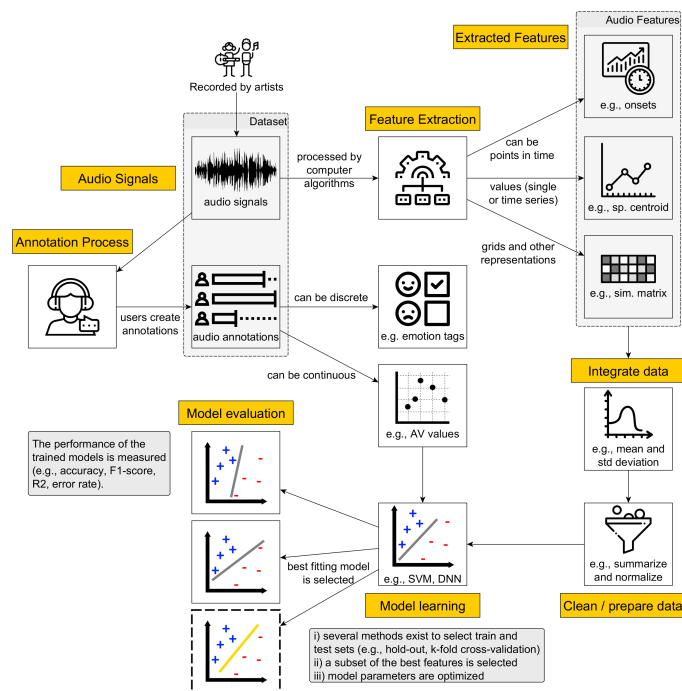 Audio Features
Extracted Features
Recorded by artists
e.g., onsets
Dataset
Feature Extraction
can be
points in time
processed by
computer
algorithms
Audio Signals
audio signals
values (single
or time series)
e.g., sp. centroid
Annotation Process
grids and other
representations
e.g., sim. matrix
users create
annotations
audio annotations
can be discrete
e.g. emotion tags
can be continuous
Integrate data
e.g., AV values
e.g., mean and
std deviation
Model evaluation
The performance of the
trained models is measured
(e.g., accuracy, F1-score,
R2, error rate).
+
+
+
+
-
-
-
-
-
+
+
+
+
-
-
-
-
-
best fitting model
is selected
+
+
+
+
-
-
-
-
-
e.g., SVM, DNN
e.g., summarize
and normalize
Model learning
Clean / prepare data
+
+
+
+
-
-
-
-
-
i) several methods exist to select train and
test sets (e.g., hold-out, k-fold cross-validation)
ii) a subset of the best features is selected
iii) model parameters are optimized